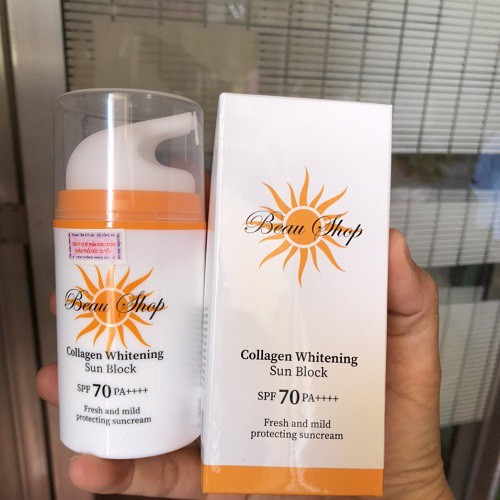 Beau Shop
Collagen Whitening
Sun Block
SPF 70 PA++++
Fresh and mild
protecting suncream
Beau Shop
Collagen Whitening
Sun Block
SPF 70 PA++++
Fresh and mild
protecting suncream